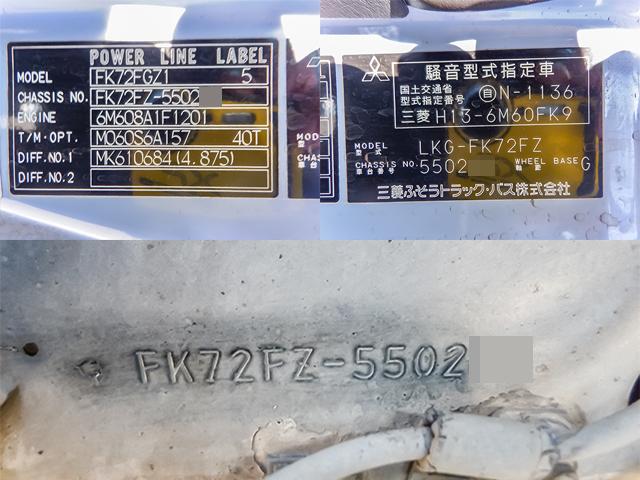 POWER LINE LABEL
MODEL FK72FGZ1 5
CHASSIS NO. FK72FZ-5502
ENGINE 6M608A1F1201
T/M・OPT. M060S6A157 40T
DIFF.NO.1 MK610684(4.875)
DIFF.NO.2
騒音型式指定車
国土交通省
型式指定番号 自N-1136
三菱 H13-6M60FK9
MODEL
型式 LKG-FK72FZ
CHASSIS NO.
車台番号 5502 WHEEL BASE
軸距 G
三菱ふそうトラック・バス株式会社
FK72FZ-5502